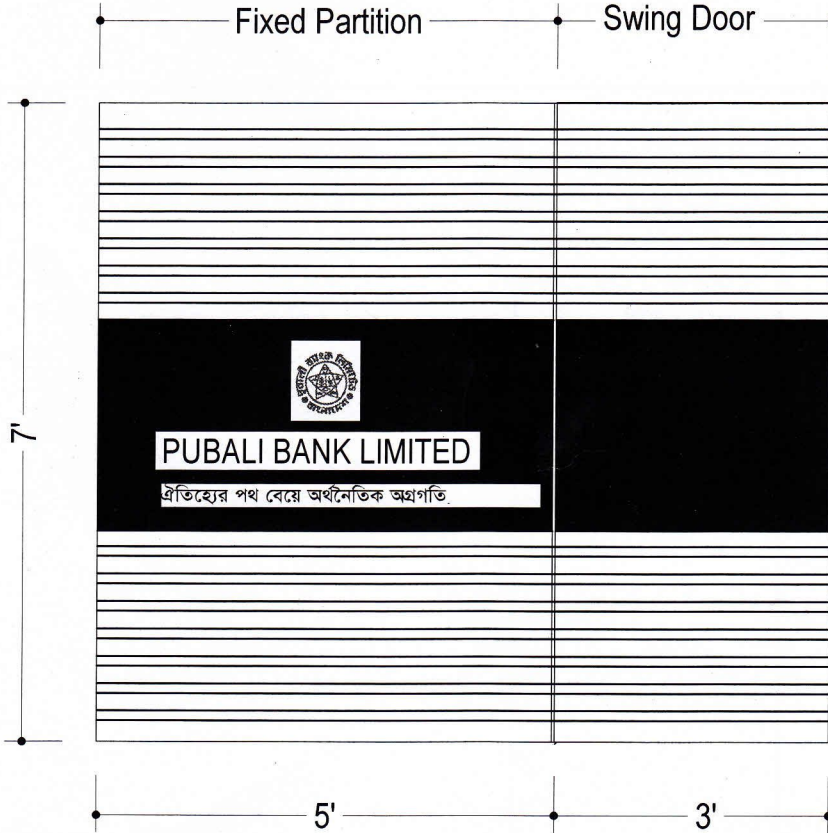 Fixed Partition
Swing Door
7'
পূবালী ব্যাংক লিমিটেড
বাংলাদেশ
PUBALI BANK LIMITED
ঐতিহ্যের পথ বেয়ে অর্থনৈতিক অগ্রগতি.
5'
3'